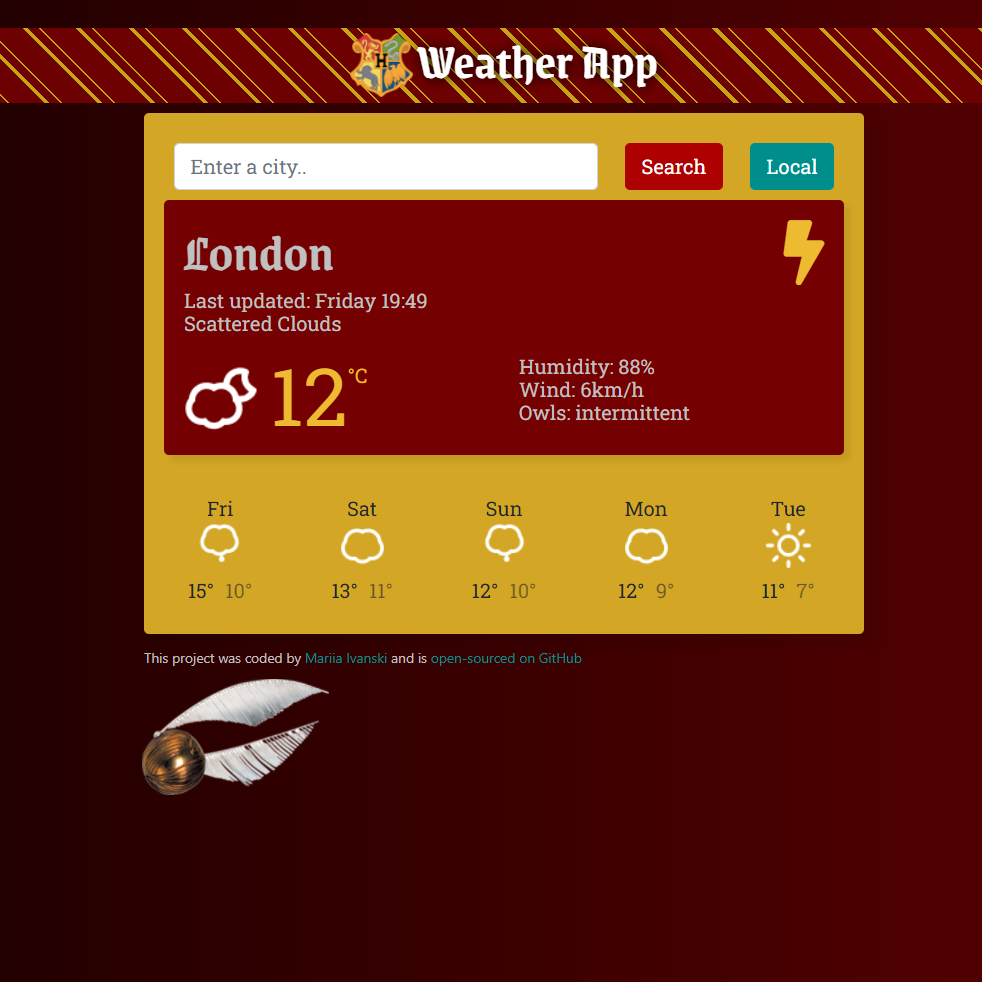 H
Weather App
Enter a city..
Search
Local
London
Last updated: Friday 19:49
Scattered Clouds
12°C
Humidity: 88%
Wind: 6km/h
Owls: intermittent
Fri Sat Sun Mon Tue
15° 10° 13° 11° 12° 10° 12° 9° 11° 7°
This project was coded by Mariia Ivanski and is open-sourced on GitHub